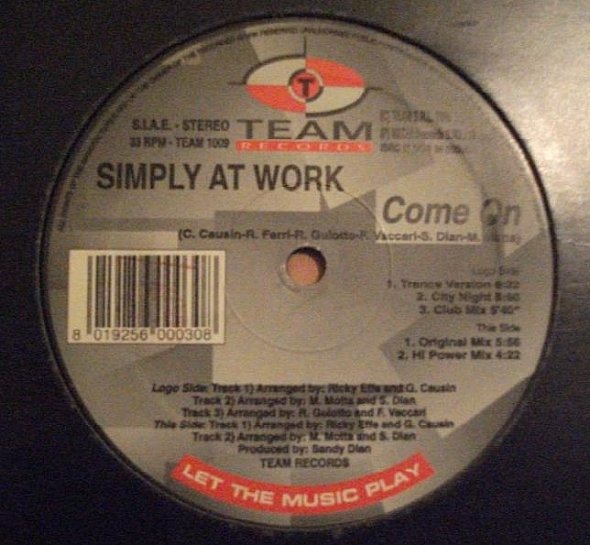 T
TEAM
RECORDS
S.I.A.E. - STEREO
33 RPM - TEAM 1009
SIMPLY AT WORK
Come On
(C. Causin-R. Ferri-R. Gulotto-F. Vaccari-S. Dian-M.
8 019256 000308
Logo Side
1. Trance Version 6:22
2. City Night
3. Club Mix 5'40"
This Side
1. Original Mix 5:56
2. Hi Power Mix 4:22
Logo Side: Track 1) Arranged by: Ricky Effe and G. Causin
Track 2) Arranged by: M. Motta and S. Dian
Track 3) Arranged by: R. Gulotto and F. Vaccari
This Side: Track 1) Arranged by: Ricky Effe and G. Causin
Track 2) Arranged by: M. Motta and S. Dian
Produced by: Sandy Dian
TEAM RECORDS
LET THE MUSIC PLAY